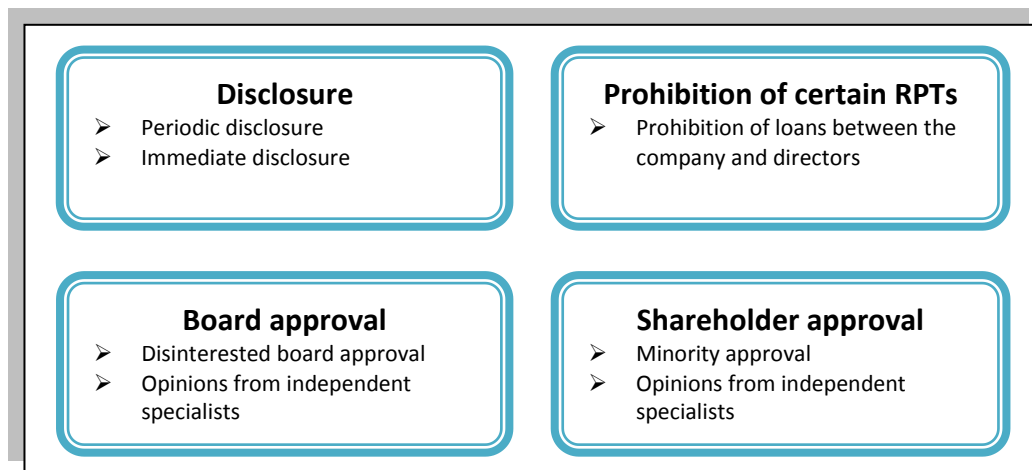 Disclosure
➢ Periodic disclosure
➢ Immediate disclosure
Prohibition of certain RPTs
➢ Prohibition of loans between the
company and directors
Board approval
➢ Disinterested board approval
➢ Opinions from independent
specialists
Shareholder approval
➢ Minority approval
➢ Opinions from independent
specialists